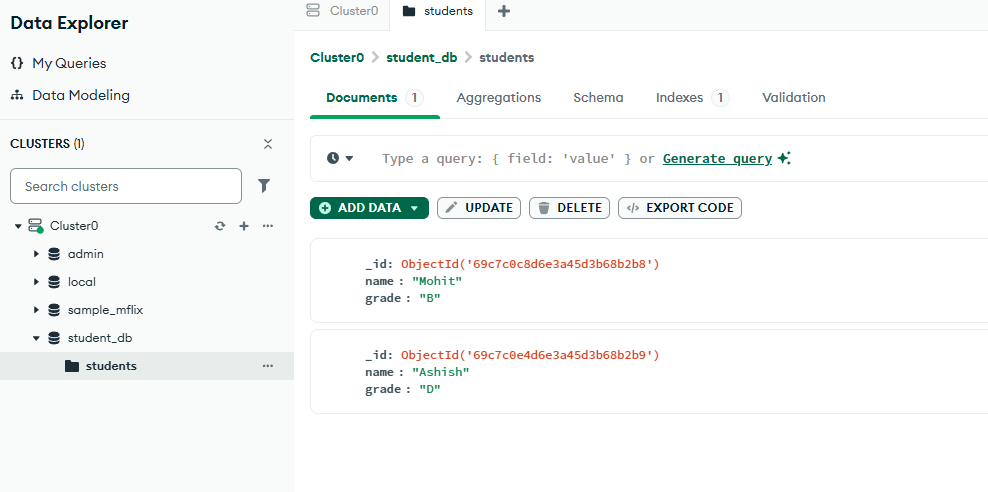 Data Explorer
My Queries
Data Modeling
CLUSTERS (1)
Search clusters
Cluster0
admin
local
sample_mflix
student_db
students
Cluster0
students
Cluster0 > student_db > students
Documents 1 Aggregations Schema Indexes 1 Validation
Type a query: { field: 'value' } or Generate query
ADD DATA UPDATE DELETE </> EXPORT CODE
_id: ObjectId('69c7c0c8d6e3a45d3b68b2b8')
name : "Mohit"
grade : "B"
_id: ObjectId('69c7c0e4d6e3a45d3b68b2b9')
name : "Ashish"
grade : "D"